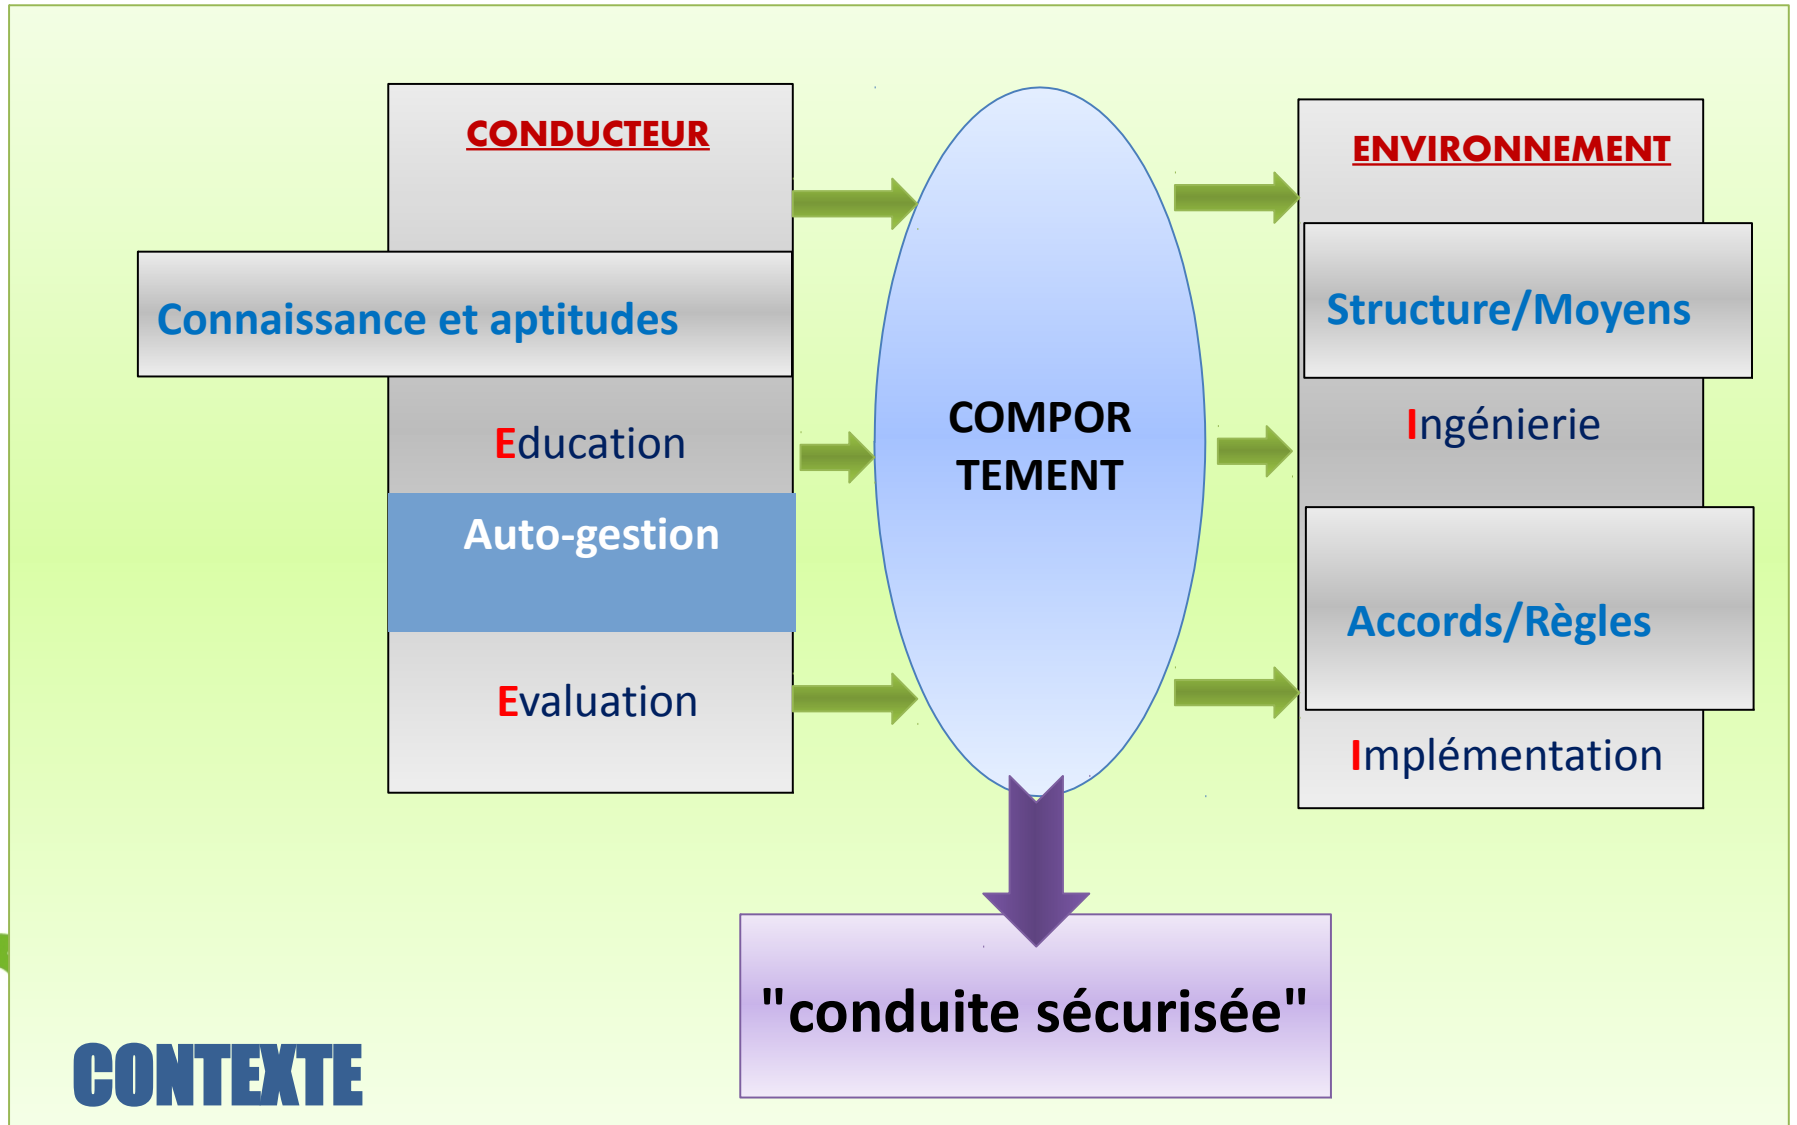 CONDUCTEUR
Connaissance et aptitudes
Education
Auto-gestion
Evaluation
COMPOR
TEMENT
ENVIRONNEMENT
Structure/Moyens
Ingénierie
Accords/Règles
Implémentation
"conduite sécurisée"
CONTEXTE